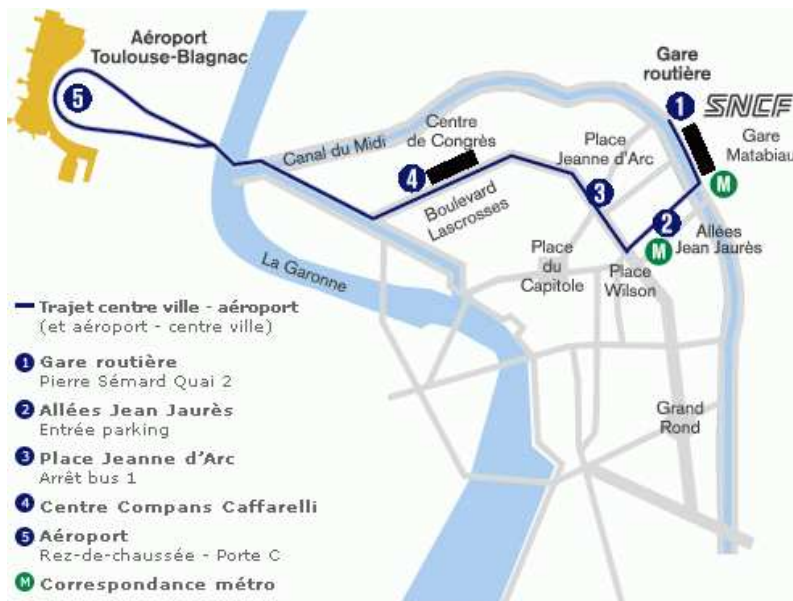 Aéroport
Toulouse-Blagnac
5
Gare
routière
1
SNCF
Gare
Matabiau
M
Centre
de Congrès
Canal du Midi
4
Place
Jeanne d'Arc
3
Boulevard
Lascrosses
2
M
Allées
Jean Jaurès
Place
du
Capitole
Place
Wilson
La Garonne
Grand
Rond
Trajet centre ville - aéroport
(et aéroport - centre ville)
1 Gare routière
Pierre Sémard Quai 2
2 Allées Jean Jaurès
Entrée parking
3 Place Jeanne d'Arc
Arrêt bus 1
4 Centre Compans Caffarelli
5 Aéroport
Rez-de-chaussée - Porte C
M Correspondance métro